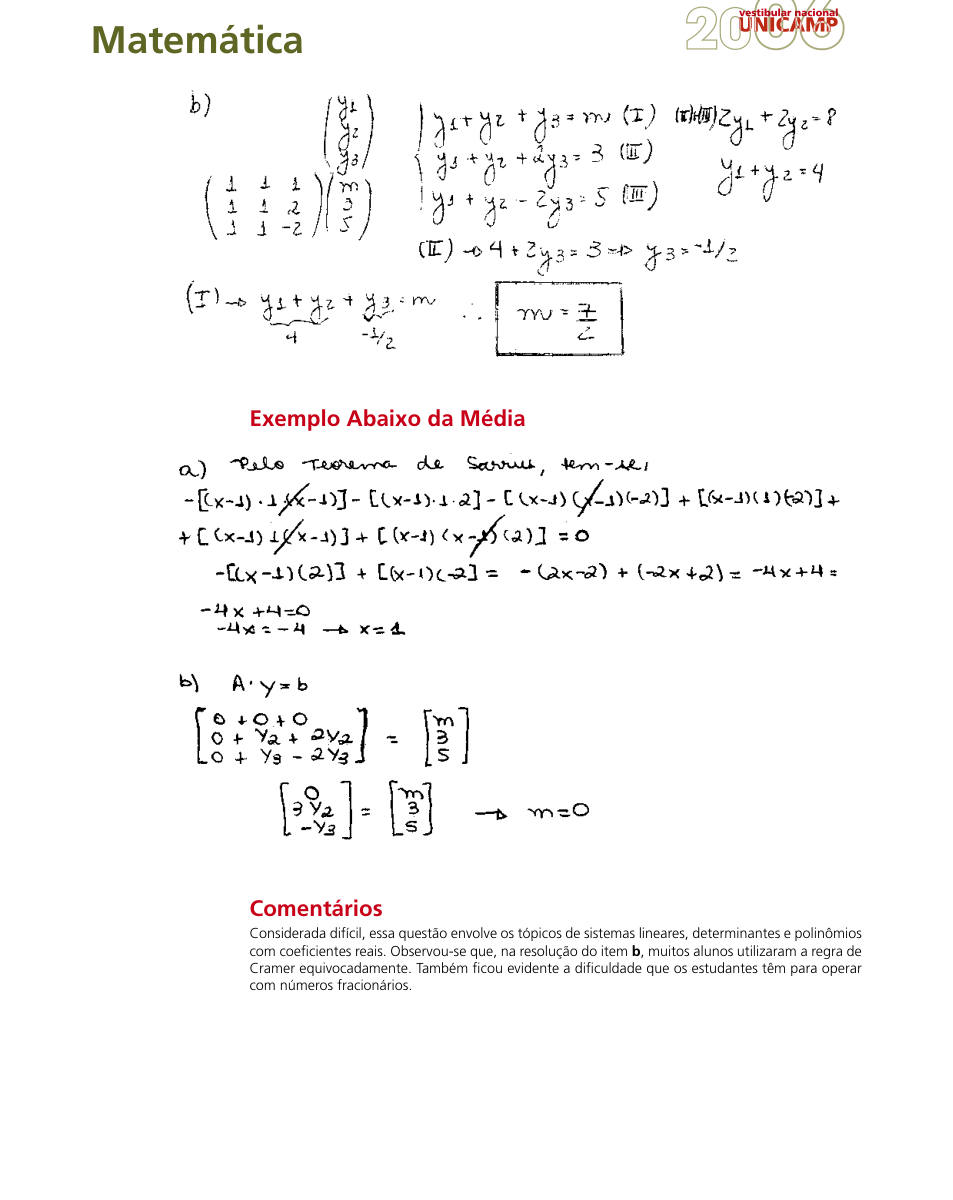 Matemática
vestibular nacional
UNICAMP
2006
b)
(y1
y2
y3)
(1 1 1
1 1 2
1 1 -2)
(m
3
5)
y1 + y2 + y3 = m (I)
y1 + y2 + 2y3 = 3 (II)
y1 + y2 - 2y3 = 5 (III)
(II)+(III) 2y1 + 2y2 = 8
y1 + y2 = 4
(II) → 4 + 2y3 = 3 ⇒ y3 = -1/2
(I) → y1 + y2 + y3 = m ∴ m = 7/2
4 -1/2
Exemplo Abaixo da Média
a) Pelo Teorema de Sarrus, tem-se,
-[(x-1)·1·(x-1)] - [(x-1)·1·2] - [(x-1)(x-1)(-2)] + [(x-1)(1)(-2)] +
+ [(x-1)1(x-1)] + [(x-1)(x-1)(2)] = 0
-[(x-1)(2)] + [(x-1)(-2] = -(2x-2) + (-2x+2) = -4x+4 =
-4x+4=0
-4x = -4 → x = 1
b) A·y=b
[0 + 0 + 0
0 + y2 + 2y2
0 + y3 - 2y3] = [m
3
5]
[0
3y2
-y3] = [m
3
5] → m=0
Comentários
Considerada difícil, essa questão envolve os tópicos de sistemas lineares, determinantes e polinômios
com coeficientes reais. Observou-se que, na resolução do item b, muitos alunos utilizaram a regra de
Cramer equivocadamente. Também ficou evidente a dificuldade que os estudantes têm para operar
com números fracionários.